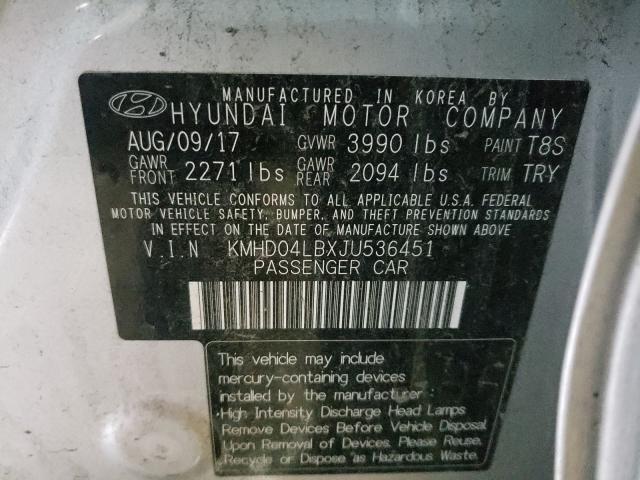 MANUFACTURED IN KOREA BY
HYUNDAI MOTOR COMPANY
AUG/09/17 GVWR 3990 lbs PAINT T8S
GAWR FRONT 2271 lbs GAWR REAR 2094 lbs TRIM TRY
THIS VEHICLE CONFORMS TO ALL APPLICABLE U.S.A. FEDERAL
MOTOR VEHICLE SAFETY, BUMPER, AND THEFT PREVENTION STANDARDS
IN EFFECT ON THE DATE OF MANUFACTURE SHOWN ABOVE
V.I.N KMHD04LBXJU536451
PASSENGER CAR
This vehicle may include
mercury-containing devices
installed by the manufacturer :
·High Intensity Discharge Head Lamps
Remove Devices Before Vehicle Disposal
Upon Removal of Devices. Please Reuse.
Recycle or Dispose as Hazardous Waste.